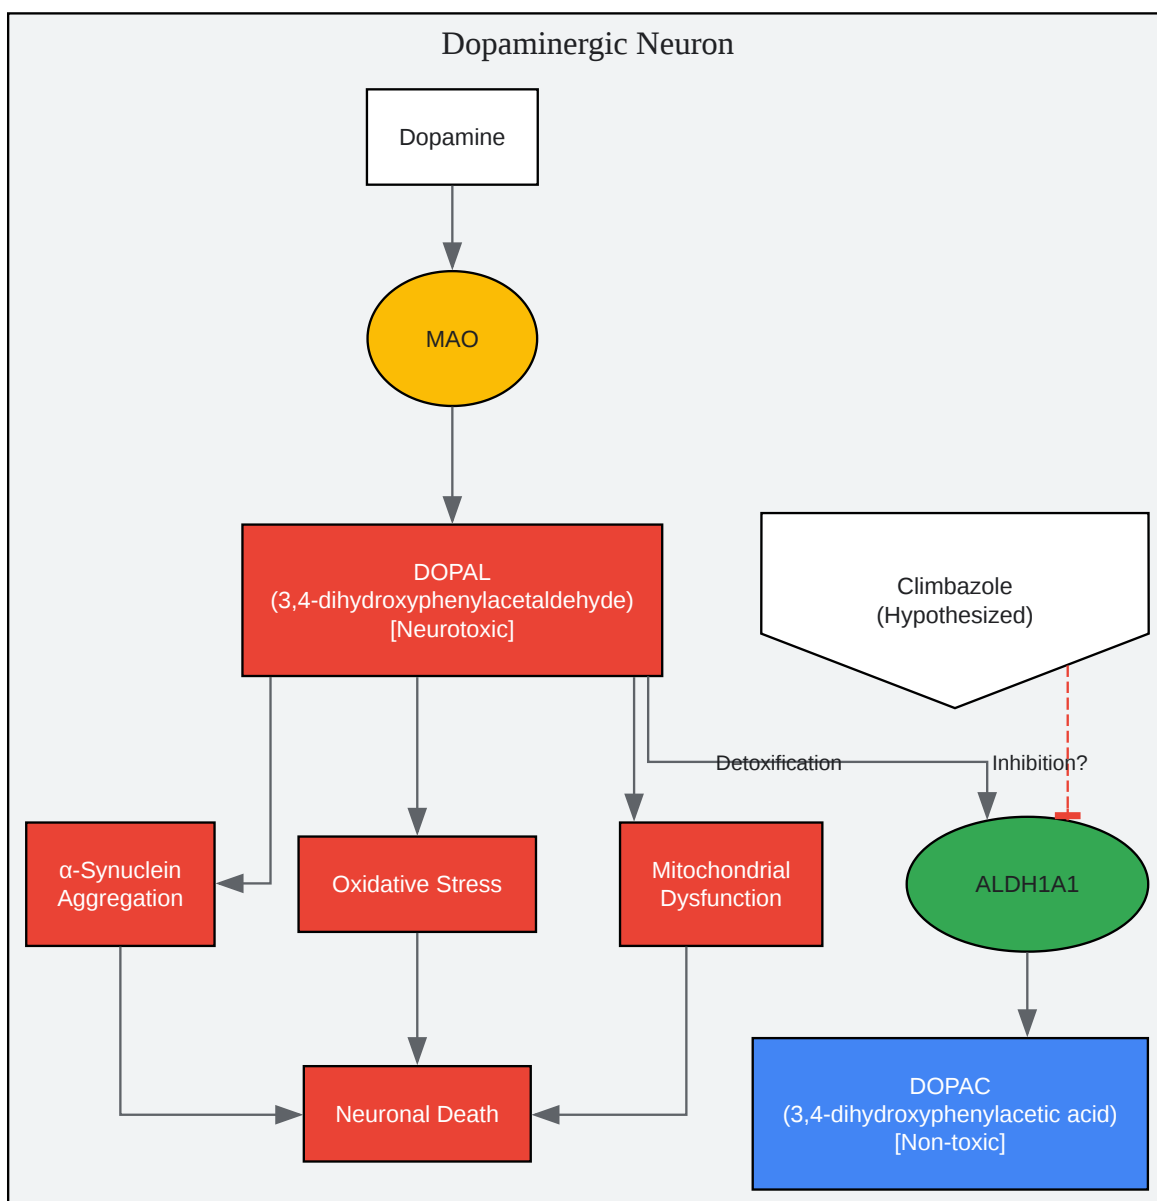 Dopaminergic Neuron
Dopamine
MAO
DOPAL
(3,4-dihydroxyphenylacetaldehyde)
[Neurotoxic]
Climbazole
(Hypothesized)
Detoxification
Inhibition?
α-Synuclein
Aggregation
Oxidative Stress
Mitochondrial
Dysfunction
ALDH1A1
Neuronal Death
DOPAC
(3,4-dihydroxyphenylacetic acid)
[Non-toxic]